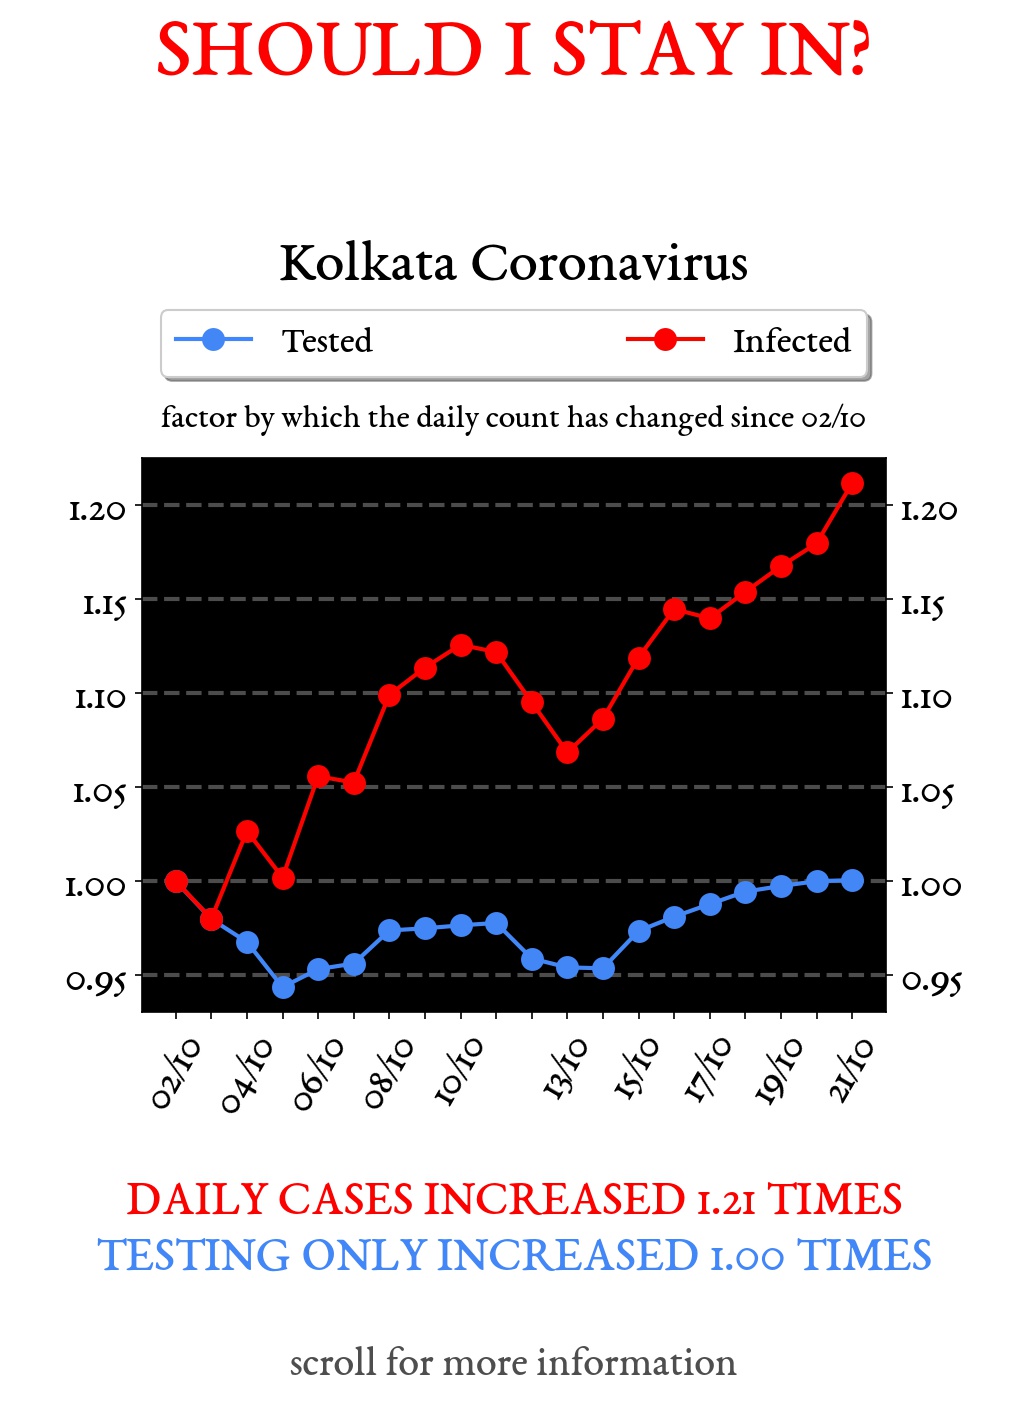 SHOULD I STAY IN?
Kolkata Coronavirus
Tested Infected
factor by which the daily count has changed since 02/10
1.20 1.20
1.15 1.15
1.10 1.10
1.05 1.05
1.00 1.00
0.95 0.95
02/10 04/10 06/10 08/10 10/10 13/10 15/10 17/10 19/10 21/10
DAILY CASES INCREASED 1.21 TIMES
TESTING ONLY INCREASED 1.00 TIMES
scroll for more information